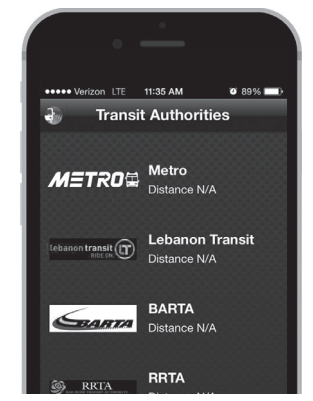 Verizon LTE 11:35 AM 89%
Transit Authorities
METRO
Metro
Distance N/A
lebanon transit LT
RIDE ON.
Lebanon Transit
Distance N/A
BARTA
BARTA
Distance N/A
RRTA
RRTA